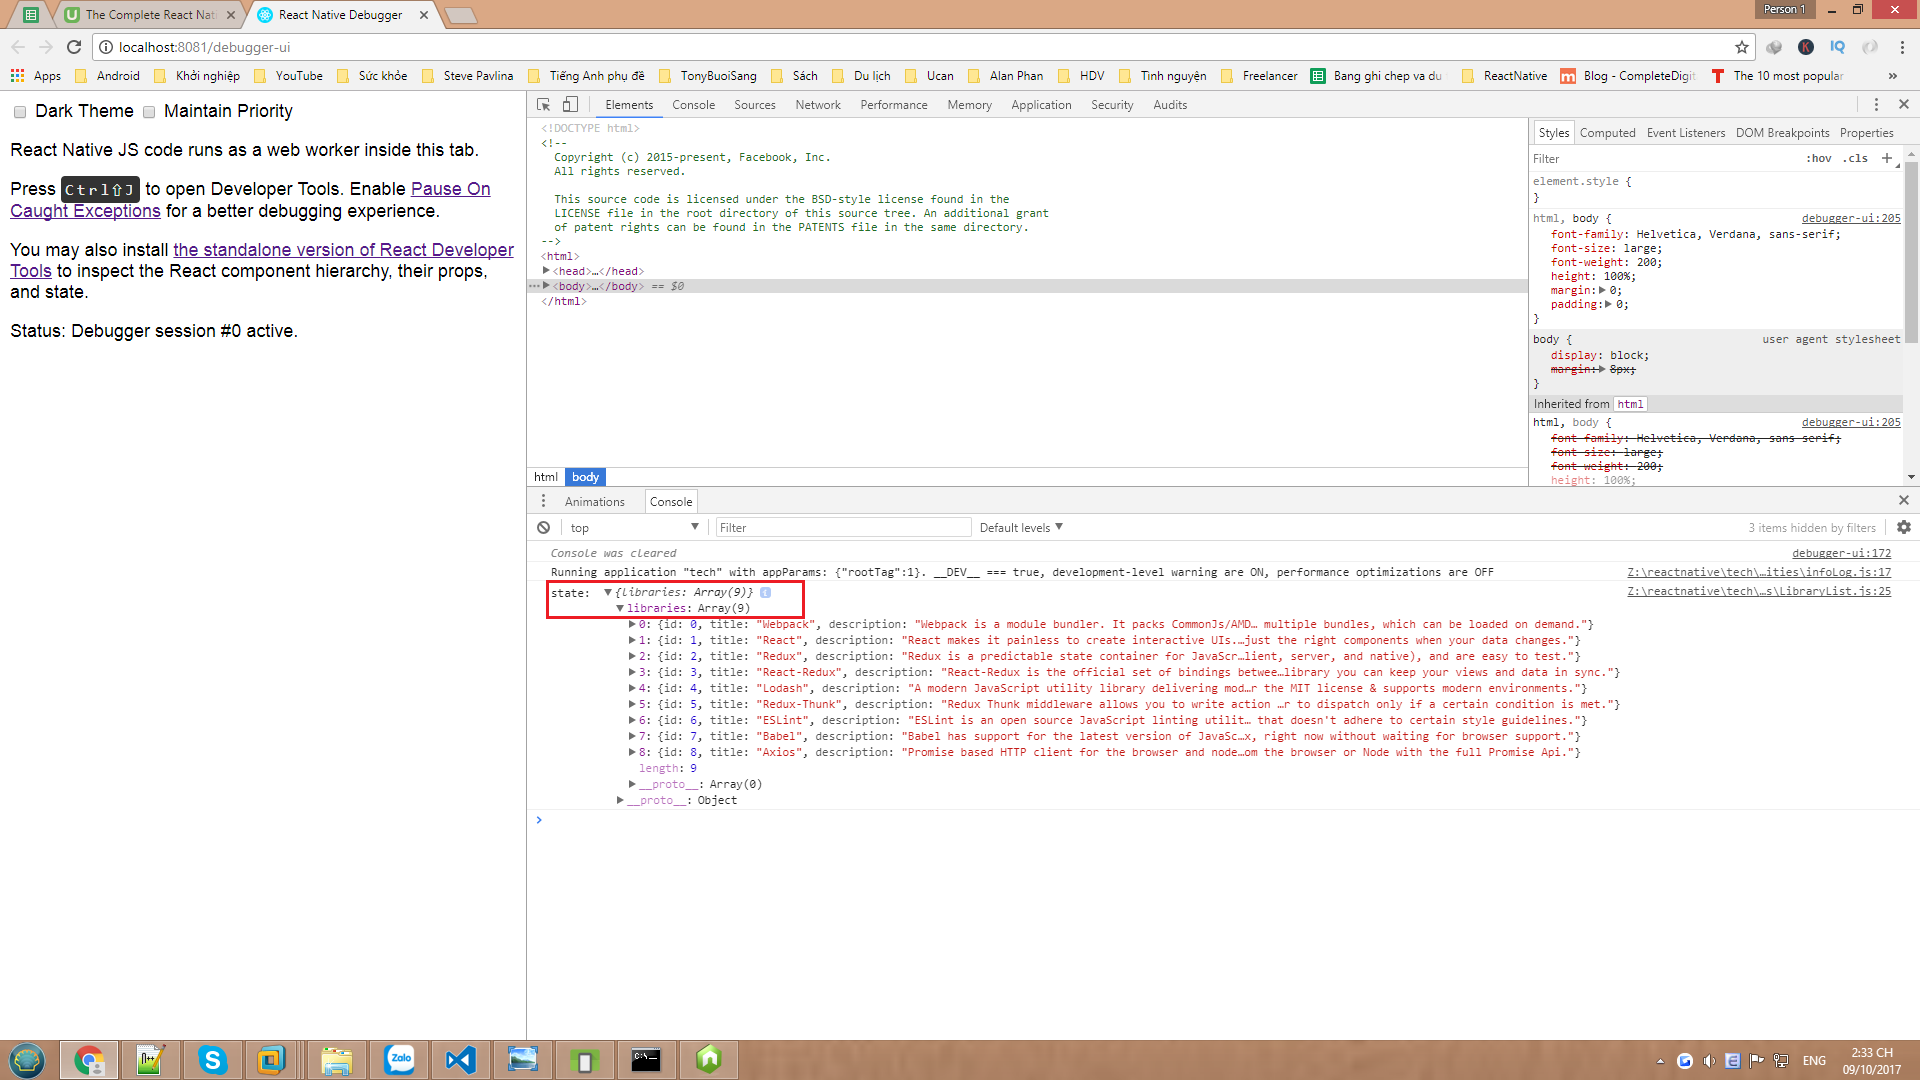 The Complete React Nati
React Native Debugger
Person 1
localhost:8081/debugger-ui
Apps
Android
Khởi nghiệp
YouTube
Sức khỏe
Steve Pavlina
Tiếng Anh phụ đề
TonyBuoiSang
Sách
Du lịch
Ucan
Alan Phan
HDV
Tình nguyện
Freelancer
Bang ghi chep va du
ReactNative
Blog - CompleteDigit
The 10 most popular
»
Dark Theme Maintain Priority
React Native JS code runs as a web worker inside this tab.
Press Ctrl⇧J to open Developer Tools. Enable Pause On
Caught Exceptions for a better debugging experience.
You may also install the standalone version of React Developer
Tools to inspect the React component hierarchy, their props,
and state.
Status: Debugger session #0 active.
Elements Console Sources Network Performance Memory Application Security Audits
<!DOCTYPE html>
<!--
Copyright (c) 2015-present, Facebook, Inc.
All rights reserved.
This source code is licensed under the BSD-style license found in the
LICENSE file in the root directory of this source tree. An additional grant
of patent rights can be found in the PATENTS file in the same directory.
-->
<html>
▶<head>…</head>
▶<body>…</body> == $0
</html>
html body
Styles Computed Event Listeners DOM Breakpoints Properties
Filter :hov .cls +
element.style {
}
html, body { debugger-ui:205
font-family: Helvetica, Verdana, sans-serif;
font-size: large;
font-weight: 200;
height: 100%;
margin:▶0;
padding:▶0;
}
body { user agent stylesheet
display: block;
margin:▶8px;
}
Inherited from html
html, body { debugger-ui:205
font-family: Helvetica, Verdana, sans-serif;
font-size: large;
font-weight: 200;
height: 100%;
Animations Console
top ▼ Filter Default levels ▼ 3 items hidden by filters
Console was cleared debugger-ui:172
Running application "tech" with appParams: {"rootTag":1}. __DEV__ === true, development-level warning are ON, performance optimizations are OFF Z:\reactnative\tech\…ities\infoLog.js:17
state: ▼{libraries: Array(9)} Z:\reactnative\tech\…s\LibraryList.js:25
▼libraries: Array(9)
▶0: {id: 0, title: "Webpack", description: "Webpack is a module bundler. It packs CommonJs/AMD… multiple bundles, which can be loaded on demand."}
▶1: {id: 1, title: "React", description: "React makes it painless to create interactive UIs.…just the right components when your data changes."}
▶2: {id: 2, title: "Redux", description: "Redux is a predictable state container for JavaScr…lient, server, and native), and are easy to test."}
▶3: {id: 3, title: "React-Redux", description: "React-Redux is the official set of bindings betwee…library you can keep your views and data in sync."}
▶4: {id: 4, title: "Lodash", description: "A modern JavaScript utility library delivering mod…r the MIT license & supports modern environments."}
▶5: {id: 5, title: "Redux-Thunk", description: "Redux Thunk middleware allows you to write action …r to dispatch only if a certain condition is met."}
▶6: {id: 6, title: "ESLint", description: "ESLint is an open source JavaScript linting utilit… that doesn't adhere to certain style guidelines."}
▶7: {id: 7, title: "Babel", description: "Babel has support for the latest version of JavaSc…x, right now without waiting for browser support."}
▶8: {id: 8, title: "Axios", description: "Promise based HTTP client for the browser and node…om the browser or Node with the full Promise Api."}
length: 9
▶__proto__: Array(0)
▶__proto__: Object
Zalo
ENG
2:33 CH
09/10/2017